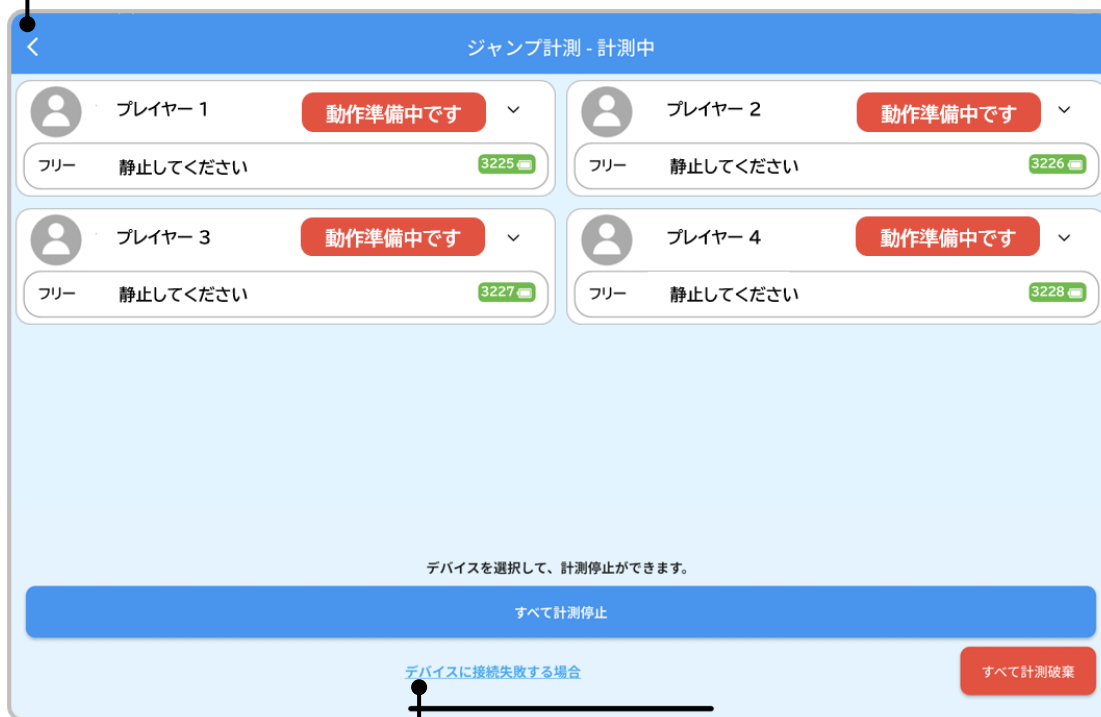 ジャンプ計測 - 計測中
プレイヤー 1
動作準備中です
フリー
静止してください
3225
プレイヤー 2
動作準備中です
フリー
静止してください
3226
プレイヤー 3
動作準備中です
フリー
静止してください
3227
プレイヤー 4
動作準備中です
フリー
静止してください
3228
デバイスを選択して、計測停止ができます。
すべて計測停止
デバイスに接続失敗する場合
すべて計測破棄